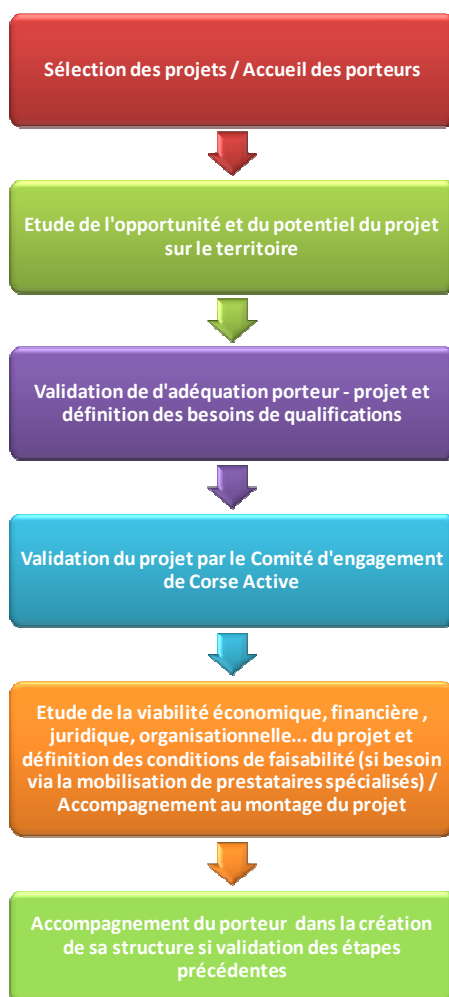 Sélection des projets / Accueil des porteurs
Etude de l'opportunité et du potentiel du projet
sur le territoire
Validation de d'adéquation porteur - projet et
définition des besoins de qualifications
Validation du projet par le Comité d'engagement
de Corse Active
Etude de la viabilité économique, financière ,
juridique, organisationnelle... du projet et
définition des conditions de faisabilité (si besoin
via la mobilisation de prestataires spécialisés) /
Accompagnement au montage du projet
Accompagnement du porteur dans la création
de sa structure si validation des étapes
précédentes